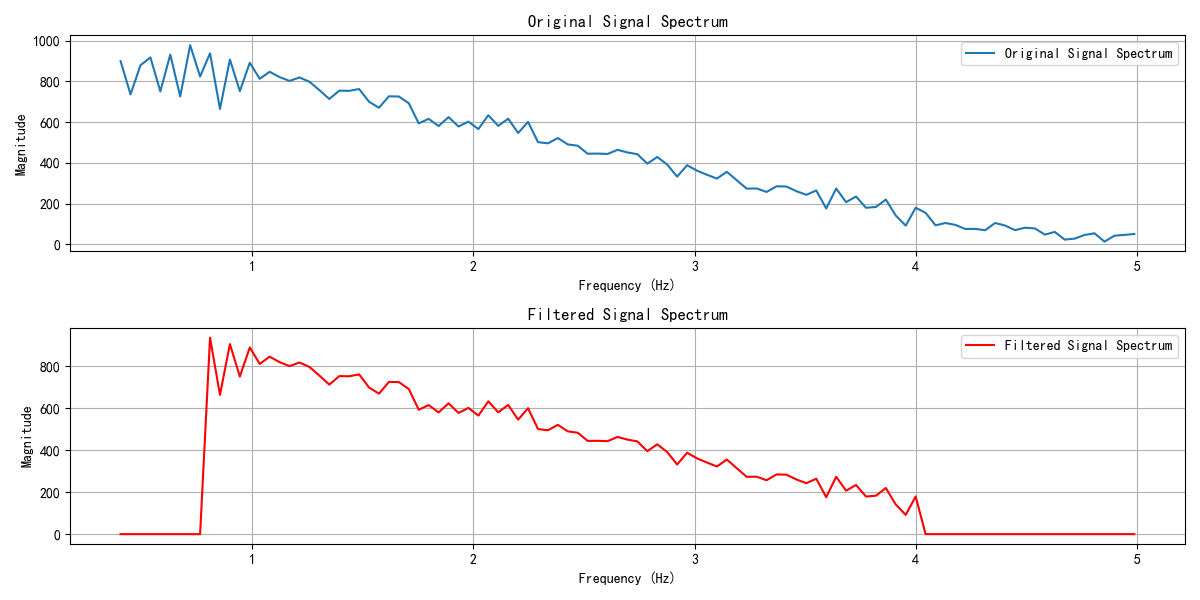 Original Signal Spectrum
1000
800
600
400
200
0
Magnitude
Original Signal Spectrum
1 2 3 4 5
Frequency (Hz)
Filtered Signal Spectrum
800
600
400
200
0
Magnitude
Filtered Signal Spectrum
1 2 3 4 5
Frequency (Hz)